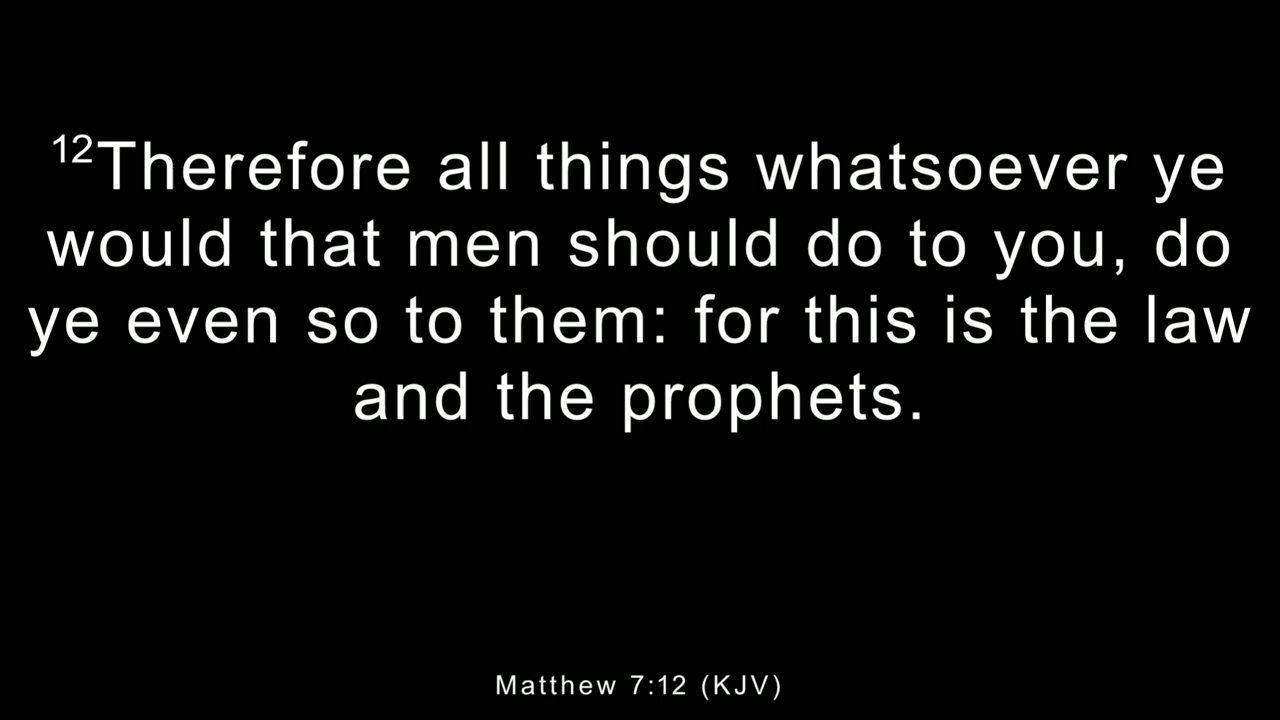 12Therefore all things whatsoever ye
would that men should do to you, do
ye even so to them: for this is the law
and the prophets.
Matthew 7:12 (KJV)